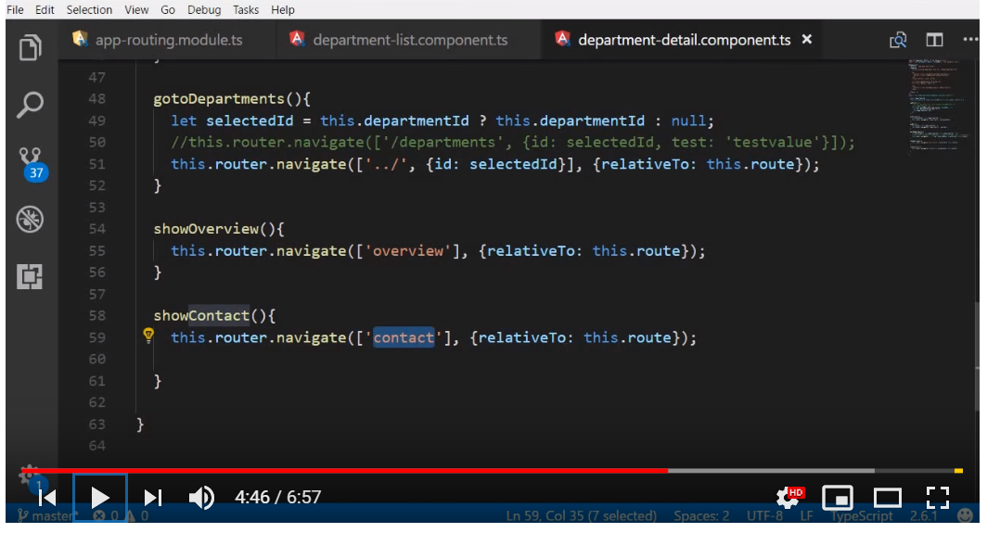 File Edit Selection View Go Debug Tasks Help
app-routing.module.ts department-list.component.ts department-detail.component.ts ×
47
48 gotoDepartments(){
49 let selectedId = this.departmentId ? this.departmentId : null;
50 //this.router.navigate(['/departments', {id: selectedId, test: 'testvalue'}]);
51 this.router.navigate(['../', {id: selectedId}], {relativeTo: this.route});
52 }
53
54 showOverview(){
55 this.router.navigate(['overview'], {relativeTo: this.route});
56 }
57
58 showContact(){
59 this.router.navigate(['contact'], {relativeTo: this.route});
60
61 }
62
63 }
64
37
1
4:46 / 6:57 HD
master* 0 0 Ln 59, Col 35 (7 selected) Spaces: 2 UTF-8 LF TypeScript 2.6.1